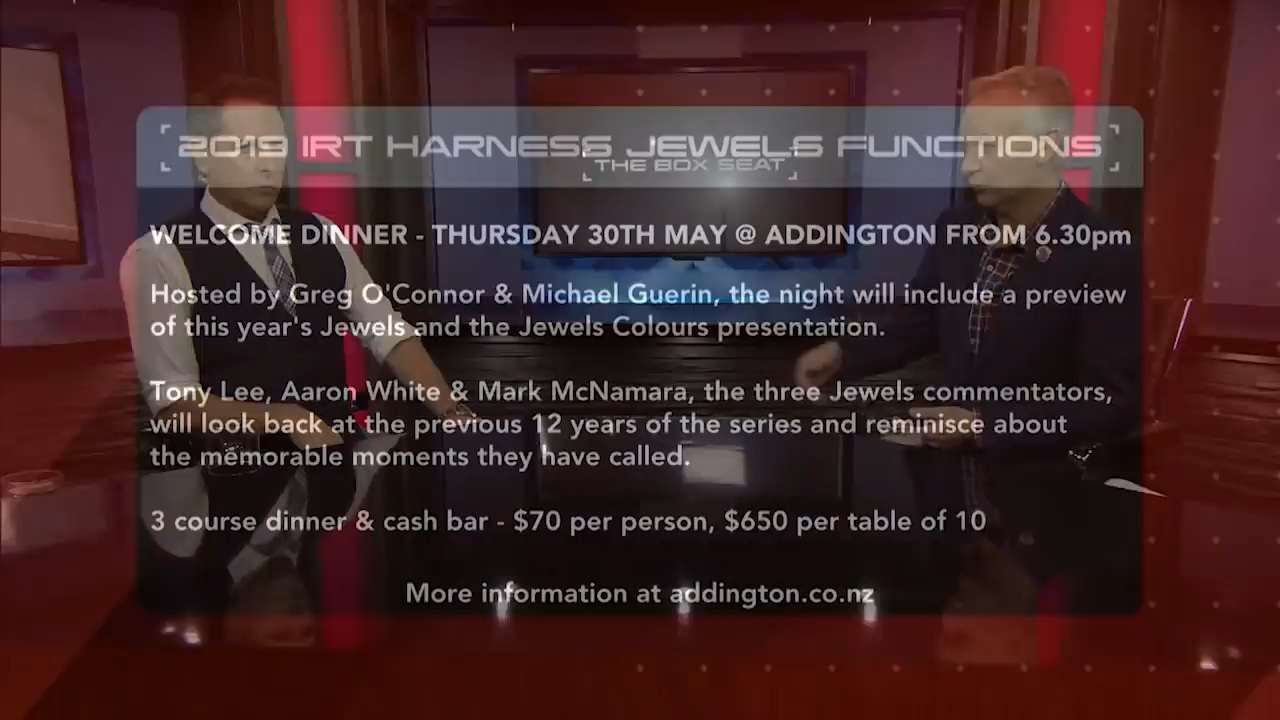 2019 IRT HARNESS JEWELS FUNCTIONS
THE BOX SEAT
WELCOME DINNER - THURSDAY 30TH MAY @ ADDINGTON FROM 6.30pm
Hosted by Greg O'Connor & Michael Guerin, the night will include a preview
of this year's Jewels and the Jewels Colours presentation.
Tony Lee, Aaron White & Mark McNamara, the three Jewels commentators,
will look back at the previous 12 years of the series and reminisce about
the memorable moments they have called.
3 course dinner & cash bar - $70 per person, $650 per table of 10
More information at addington.co.nz